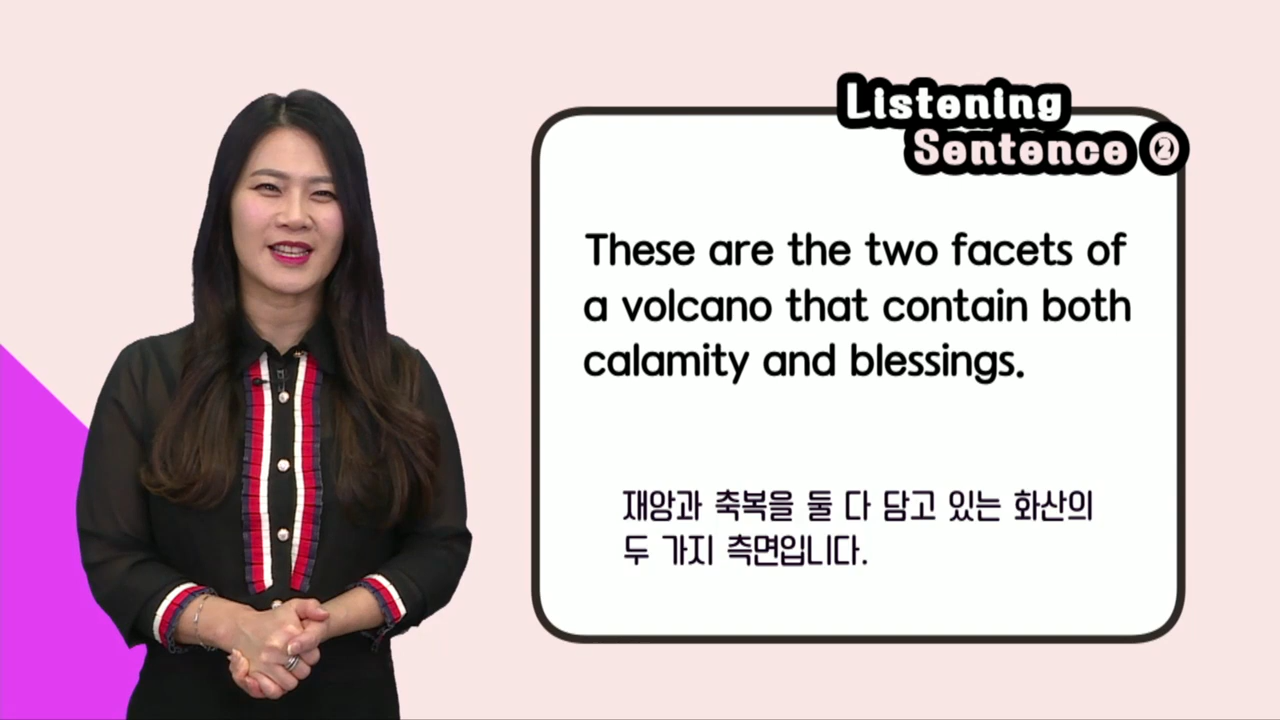 Listening
Sentence ②
These are the two facets of
a volcano that contain both
calamity and blessings.
재앙과 축복을 둘 다 담고 있는 화산의
두 가지 측면입니다.